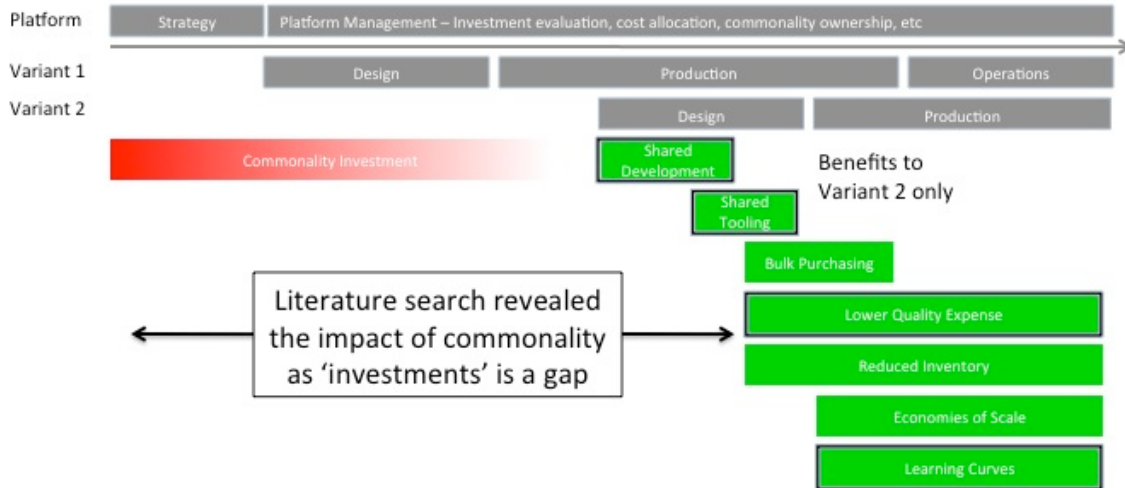 Platform
Strategy
Platform Management – Investment evaluation, cost allocation, commonality ownership, etc
Variant 1
Design
Production
Operations
Variant 2
Design
Production
Commonality Investment
Shared
Development
Benefits to
Variant 2 only
Shared
Tooling
Bulk Purchasing
Literature search revealed
the impact of commonality
as ‘investments’ is a gap
Lower Quality Expense
Reduced Inventory
Economies of Scale
Learning Curves